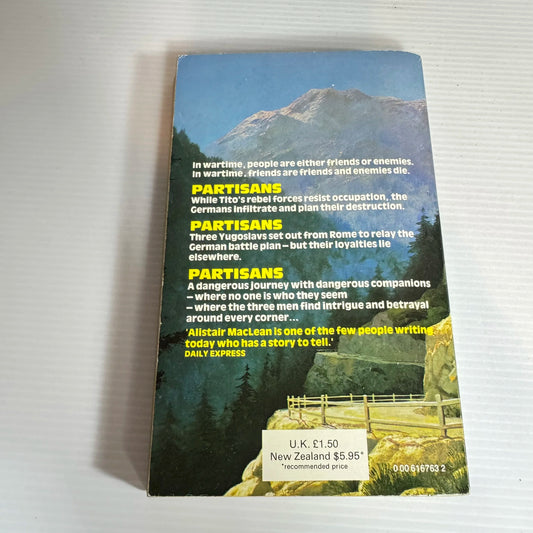 In wartime, people are either friends or enemies.
In wartime, friends are friends and enemies die.
PARTISANS
While Tito's rebel forces resist occupation, the
Germans infiltrate and plan their destruction.
PARTISANS
Three Yugoslavs set out from Rome to relay the
German battle plan – but their loyalties lie
elsewhere.
PARTISANS
A dangerous journey with dangerous companions
– where no one is who they seem
– where the three men find intrigue and betrayal
around every corner...
'Alistair MacLean is one of the few people writing
today who has a story to tell.'
DAILY EXPRESS
U.K. £1.50
New Zealand $5.95*
*recommended price
0 00 616763 2